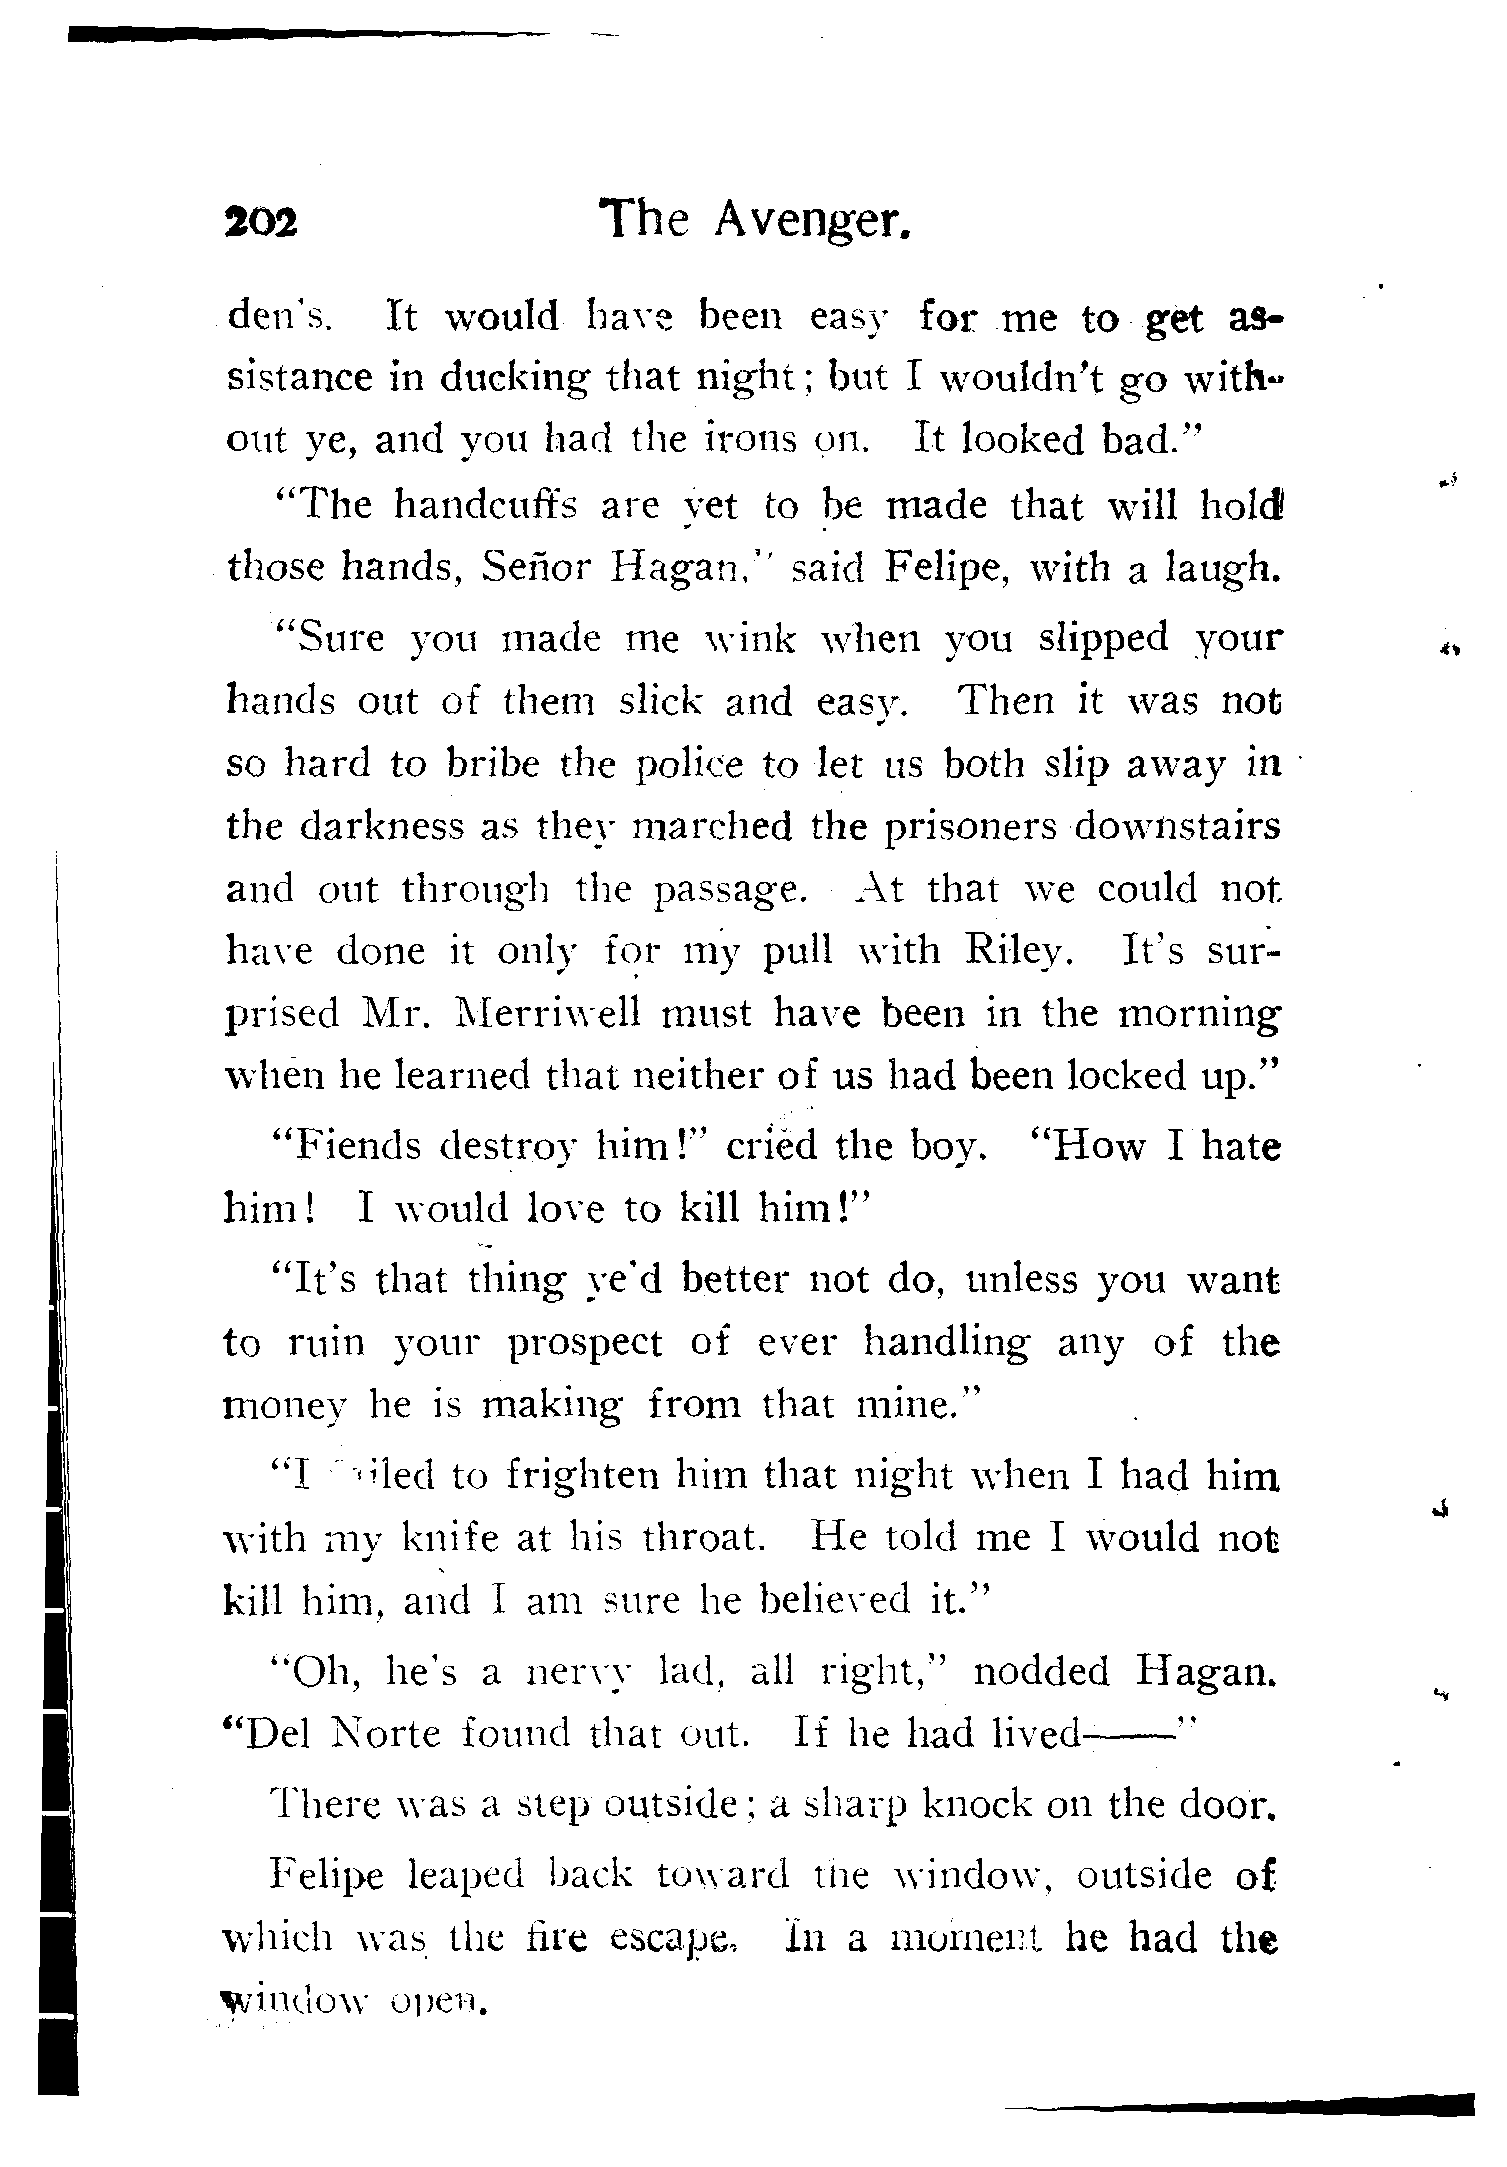 202 The Avenger.
den's. It would have been easy for me to get as-
sistance in ducking that night; but I wouldn't go with-
out ye, and you had the irons on. It looked bad."
"The handcuffs are yet to be made that will hold
those hands, Señor Hagan," said Felipe, with a laugh.
"Sure you made me wink when you slipped your
hands out of them slick and easy. Then it was not
so hard to bribe the police to let us both slip away in
the darkness as they marched the prisoners downstairs
and out through the passage. At that we could not
have done it only for my pull with Riley. It's sur-
prised Mr. Merriwell must have been in the morning
when he learned that neither of us had been locked up."
"Fiends destroy him!" cried the boy. "How I hate
him! I would love to kill him!"
"It's that thing ye'd better not do, unless you want
to ruin your prospect of ever handling any of the
money he is making from that mine."
"I to frighten him that night when I had him
with my knife at his throat. He told me I would not
kill him, and I am sure he believed it."
"Oh, he's a nervy lad, all right," nodded Hagan.
"Del Norte found that out. If he had lived——"
There was a step outside; a sharp knock on the door.
Felipe leaped back toward the window, outside of
which was the fire escape. In a moment he had the
window open.